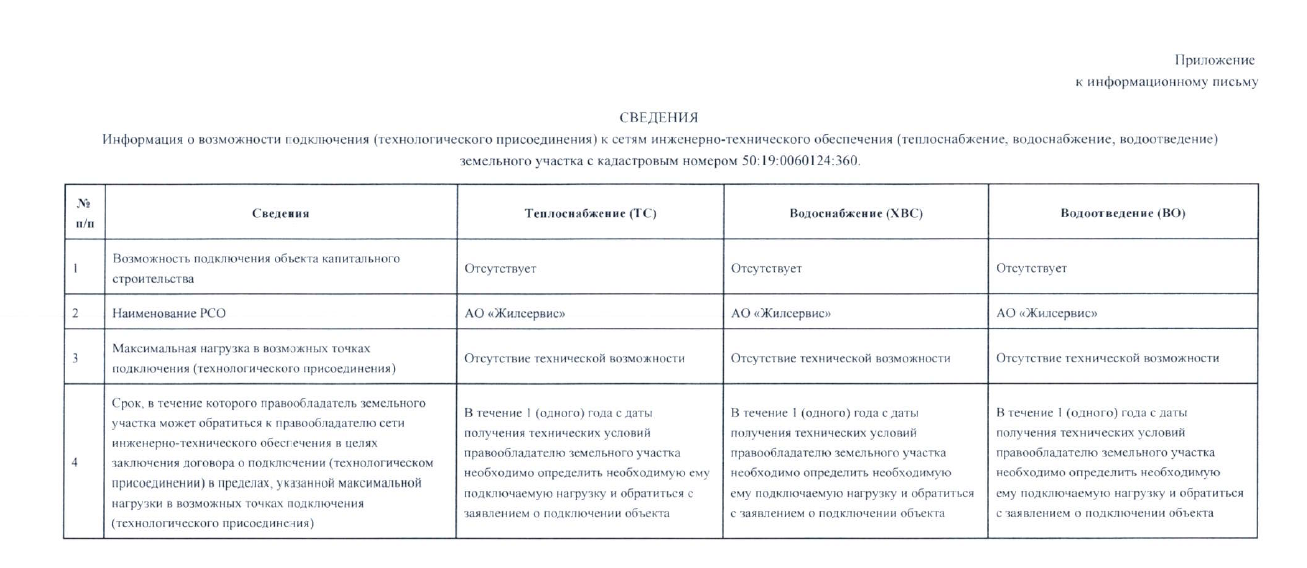 Приложение
к информационному письму
СВЕДЕНИЯ
Информация о возможности подключения (технологического присоединения) к сетям инженерно-технического обеспечения (теплоснабжение, водоснабжение, водоотведение)
земельного участка с кадастровым номером 50:19:0060124:360.
№
п/п
Сведения
Теплоснабжение (ТС)
Водоснабжение (ХВС)
Водоотведение (ВО)
1
Возможность подключения объекта капитального
строительства
Отсутствует
Отсутствует
Отсутствует
2
Наименование РСО
АО «Жилсервис»
АО «Жилсервис»
АО «Жилсервис»
3
Максимальная нагрузка в возможных точках
подключения (технологического присоединения)
Отсутствие технической возможности
Отсутствие технической возможности
Отсутствие технической возможности
4
Срок, в течение которого правообладатель земельного
участка может обратиться к правообладателю сети
инженерно-технического обеспечения в целях
заключения договора о подключении (технологическом
присоединении) в пределах, указанной максимальной
нагрузки в возможных точках подключения
(технологического присоединения)
В течение 1 (одного) года с даты
получения технических условий
правообладателю земельного участка
необходимо определить необходимую ему
подключаемую нагрузку и обратиться с
заявлением о подключении объекта
В течение 1 (одного) года с даты
получения технических условий
правообладателю земельного участка
необходимо определить необходимую
ему подключаемую нагрузку и обратиться
с заявлением о подключении объекта
В течение 1 (одного) года с даты
получения технических условий
правообладателю земельного участка
необходимо определить необходимую
ему подключаемую нагрузку и обратиться
с заявлением о подключении объекта